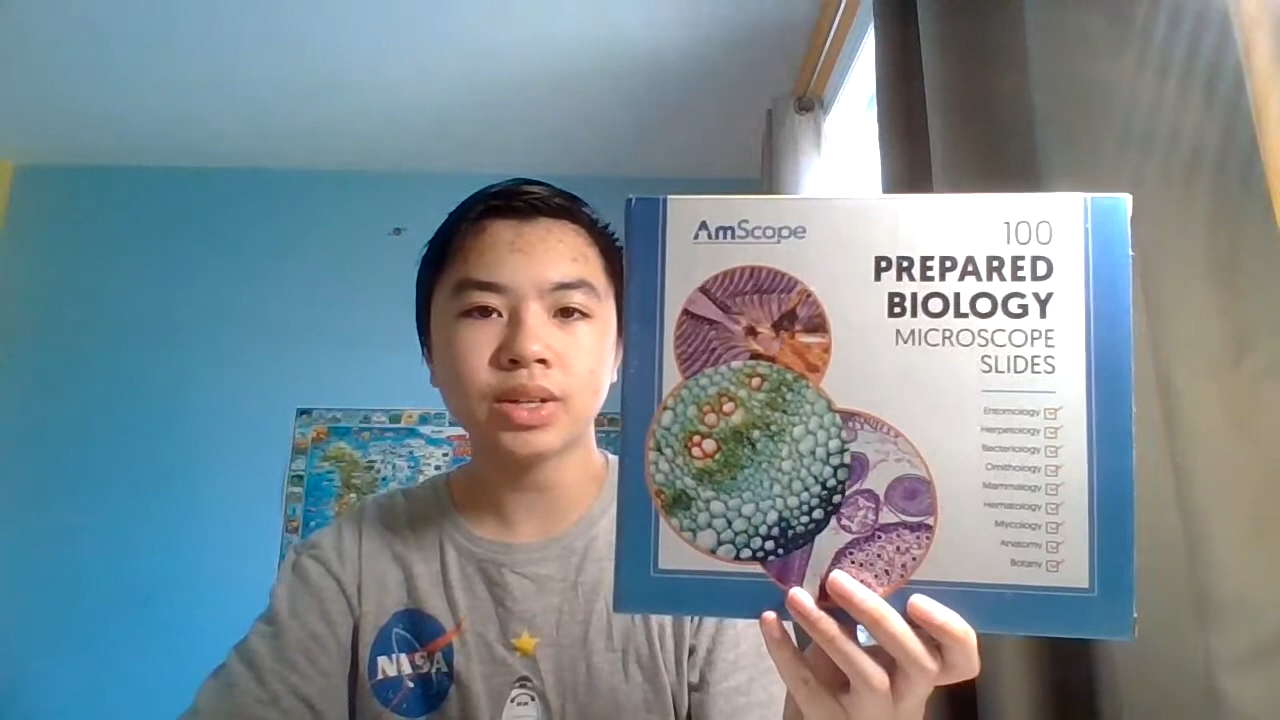 AmScope
100
PREPARED
BIOLOGY
MICROSCOPE
SLIDES
Entomology
Herpetology
Bacteriology
Ornithology
Mammalogy
Hematology
Mycology
Anatomy
Botany
NASA